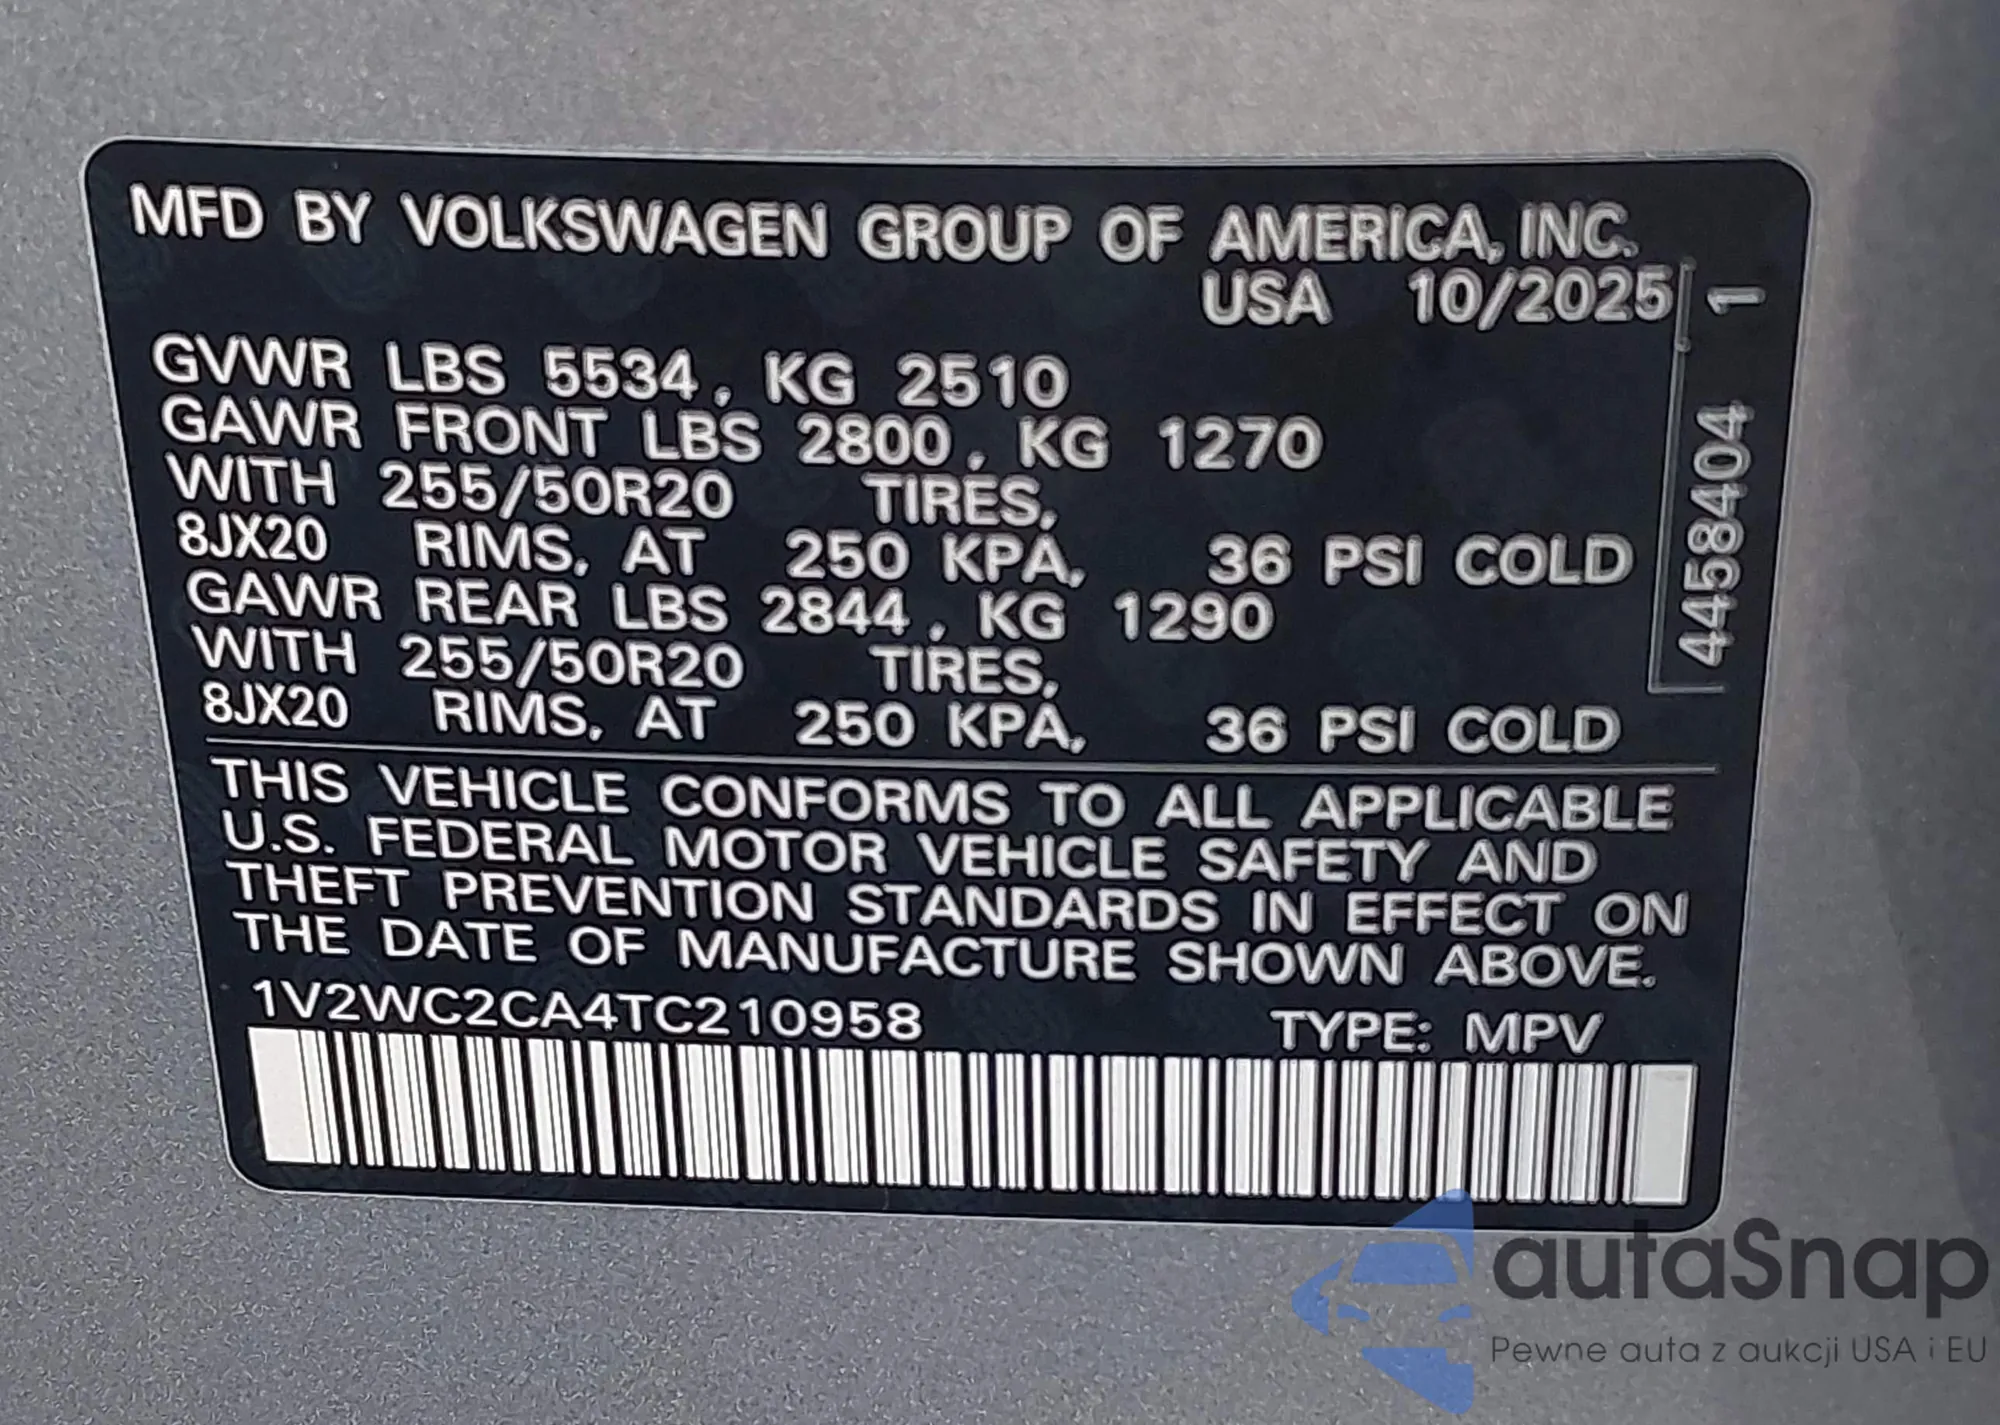 MFD BY VOLKSWAGEN GROUP OF AMERICA, INC.
USA 10/2025
GVWR LBS 5534, KG 2510
GAWR FRONT LBS 2800, KG 1270
WITH 255/50R20 TIRES,
8JX20 RIMS, AT 250 KPA, 36 PSI COLD
GAWR REAR LBS 2844, KG 1290
WITH 255/50R20 TIRES,
8JX20 RIMS, AT 250 KPA, 36 PSI COLD
4458404 1
THIS VEHICLE CONFORMS TO ALL APPLICABLE
U.S. FEDERAL MOTOR VEHICLE SAFETY AND
THEFT PREVENTION STANDARDS IN EFFECT ON
THE DATE OF MANUFACTURE SHOWN ABOVE.
1V2WC2CA4TC210958 TYPE: MPV
autaSnap
Pewne auta z aukcji USA i EU